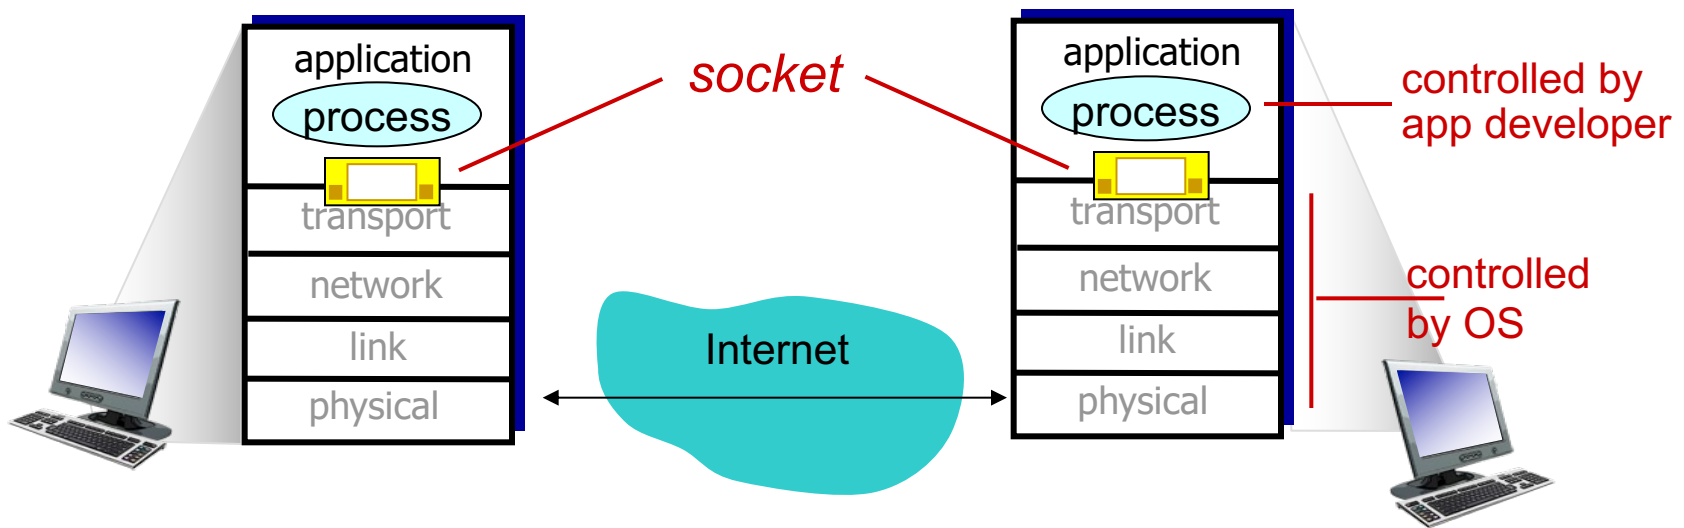 application
process
transport
network
link
physical
socket
Internet
application
process
transport
network
link
physical
controlled by
app developer
controlled
by OS